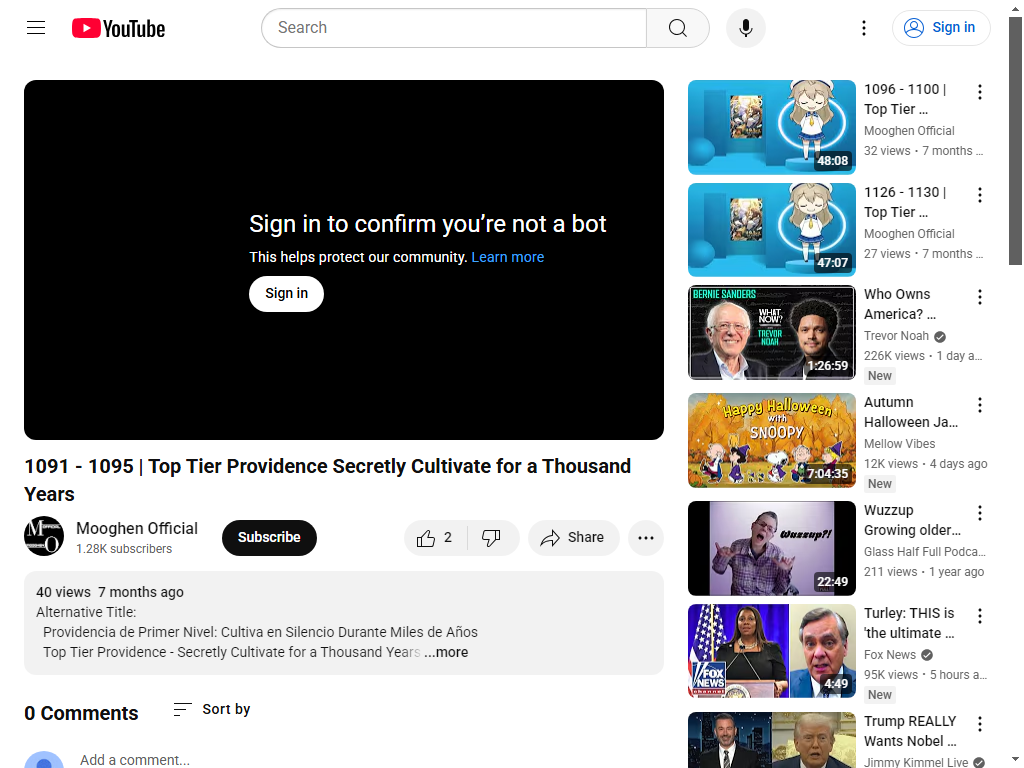 YouTube
Search
Sign in
Sign in to confirm you're not a bot
This helps protect our community. Learn more
Sign in
1091 - 1095 | Top Tier Providence Secretly Cultivate for a Thousand
Years
Mooghen Official
1.28K subscribers
Subscribe
2
Share
40 views 7 months ago
Alternative Title:
Providencia de Primer Nivel: Cultiva en Silencio Durante Miles de Años
Top Tier Providence - Secretly Cultivate for a Thousand Years ...more
0 Comments
Sort by
Add a comment...
48:08
1096 - 1100 |
Top Tier ...
Mooghen Official
32 views • 7 months ...
47:07
1126 - 1130 |
Top Tier ...
Mooghen Official
27 views • 7 months ...
BERNIE SANDERS
WHAT
NOW?
TREVOR
NOAH
1:26:59
Who Owns
America? ...
Trevor Noah
226K views • 1 day a...
New
Happy Halloween
with
SNOOPY
7:04:35
Autumn
Halloween Ja...
Mellow Vibes
12K views • 4 days ago
New
Wuzzup?!
22:49
Wuzzup
Growing older...
Glass Half Full Podca...
211 views • 1 year ago
FOX
NEWS
channel
4:49
Turley: THIS is
'the ultimate ...
Fox News
95K views • 5 hours a...
New
Trump REALLY
Wants Nobel ...
Jimmy Kimmel Live